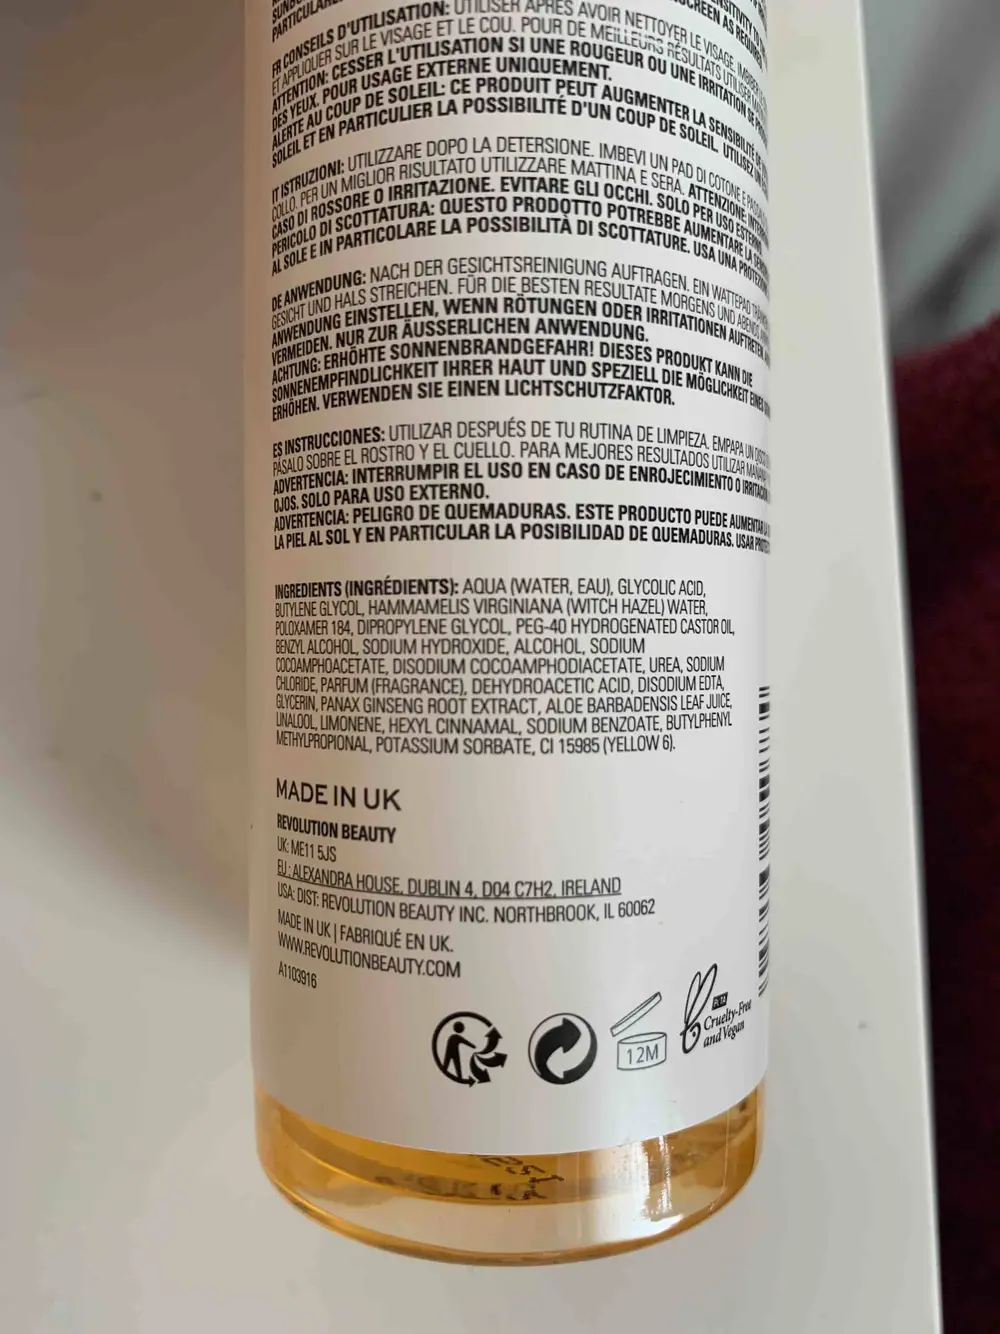 PARTICULARL
SCREEN AS REQUIRE
FR CONSEILS D'UTILISATION: UTILISER APRÈS AVOIR NETTOYER LE VISAGE. IMBIBER
ET APPLIQUER SUR LE VISAGE ET LE COU. POUR DE MEILLEURS RÉSULTATS UTILISER
ATTENTION: CESSER L'UTILISATION SI UNE ROUGEUR OU UNE IRRITATION SE
DES YEUX. POUR USAGE EXTERNE UNIQUEMENT.
ALERTE AU COUP DE SOLEIL: CE PRODUIT PEUT AUGMENTER LA SENSIBILITÉ DE
SOLEIL ET EN PARTICULIER LA POSSIBILITÉ D'UN COUP DE SOLEIL. UTILISEZ
IT ISTRUZIONI: UTILIZZARE DOPO LA DETERSIONE. IMBEVI UN PAD DI COTONE E
COLLO. PER UN MIGLIOR RISULTATO UTILIZZARE MATTINA E SERA. ATTENZIONE:
CASO DI ROSSORE O IRRITAZIONE. EVITARE GLI OCCHI. SOLO PER USO ESTERNO.
PERICOLO DI SCOTTATURA: QUESTO PRODOTTO POTREBBE AUMENTARE LA
AL SOLE E IN PARTICOLARE LA POSSIBILITÀ DI SCOTTATURE. USA UNA
DE ANWENDUNG: NACH DER GESICHTSREINIGUNG AUFTRAGEN. EIN WATTEPAD
GESICHT UND HALS STREICHEN. FÜR DIE BESTEN RESULTATE MORGENS UND ABENDS
ANWENDUNG EINSTELLEN, WENN RÖTUNGEN ODER IRRITATIONEN AUFTRETEN.
VERMEIDEN. NUR ZUR ÄUSSERLICHEN ANWENDUNG.
ACHTUNG: ERHÖHTE SONNENBRANDGEFAHR! DIESES PRODUKT KANN DIE
SONNENEMPFINDLICHKEIT IHRER HAUT UND SPEZIELL DIE MÖGLICHKEIT EINES
ERHÖHEN. VERWENDEN SIE EINEN LICHTSCHUTZFAKTOR.
ES INSTRUCCIONES: UTILIZAR DESPUÉS DE TU RUTINA DE LIMPIEZA. EMPAPA UN DISCO
PÁSALO SOBRE EL ROSTRO Y EL CUELLO. PARA MEJORES RESULTADOS UTILIZAR
ADVERTENCIA: INTERRUMPIR EL USO EN CASO DE ENROJECIMIENTO O
OJOS. SOLO PARA USO EXTERNO.
ADVERTENCIA: PELIGRO DE QUEMADURAS. ESTE PRODUCTO PUEDE AUMENTAR
LA PIEL AL SOL Y EN PARTICULAR LA POSIBILIDAD DE QUEMADURAS. USAR
INGREDIENTS (INGRÉDIENTS): AQUA (WATER, EAU), GLYCOLIC ACID,
BUTYLENE GLYCOL, HAMMAMELIS VIRGINIANA (WITCH HAZEL) WATER,
POLOXAMER 184, DIPROPYLENE GLYCOL, PEG-40 HYDROGENATED CASTOR OIL,
BENZYL ALCOHOL, SODIUM HYDROXIDE, ALCOHOL, SODIUM
COCOAMPHOACETATE, DISODIUM COCOAMPHODIACETATE, UREA, SODIUM
CHLORIDE, PARFUM (FRAGRANCE), DEHYDROACETIC ACID, DISODIUM EDTA,
GLYCERIN, PANAX GINSENG ROOT EXTRACT, ALOE BARBADENSIS LEAF JUICE,
LINALOOL, LIMONENE, HEXYL CINNAMAL, SODIUM BENZOATE, BUTYLPHENYL
METHYLPROPIONAL, POTASSIUM SORBATE, CI 15985 (YELLOW 6).
MADE IN UK
REVOLUTION BEAUTY
UK: ME11 5JS
EU : ALEXANDRA HOUSE, DUBLIN 4, D04 C7H2, IRELAND
USA: DIST: REVOLUTION BEAUTY INC. NORTHBROOK, IL 60062
MADE IN UK | FABRIQUÉ EN UK.
WWW.REVOLUTIONBEAUTY.COM
A1103916
12M
PETA
Cruelty-Free
and Vegan